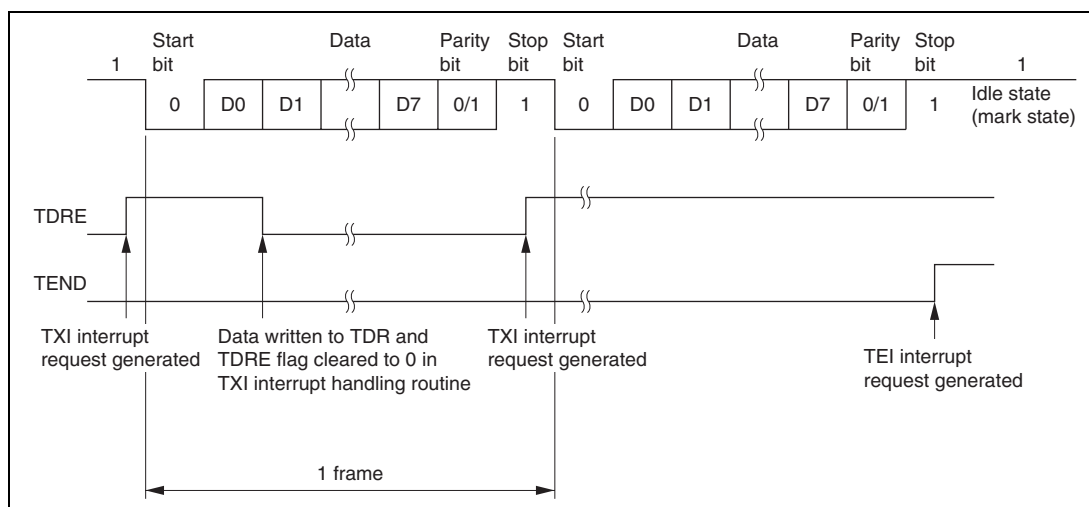 Start bit Data Parity bit Stop bit Start bit Data Parity bit Stop bit
1 1
0 D0 D1 D7 0/1 1 0 D0 D1 D7 0/1 1 Idle state (mark state)
TDRE
TEND
TXI interrupt
request generated
Data written to TDR and
TDRE flag cleared to 0 in
TXI interrupt handling routine
TXI interrupt
request generated
TEI interrupt
request generated
1 frame